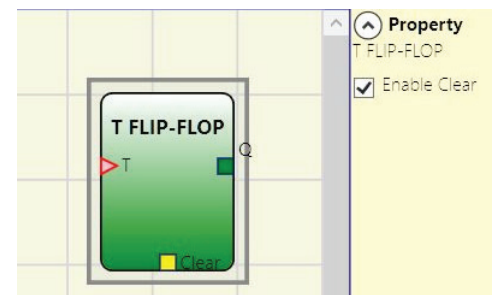 Property
T FLIP-FLOP
Enable Clear
T FLIP-FLOP
Q
T
Clear